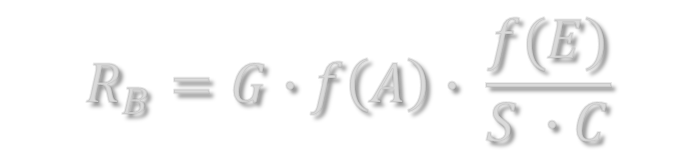 R_B = G · f(A) · f(E) / (S · C)